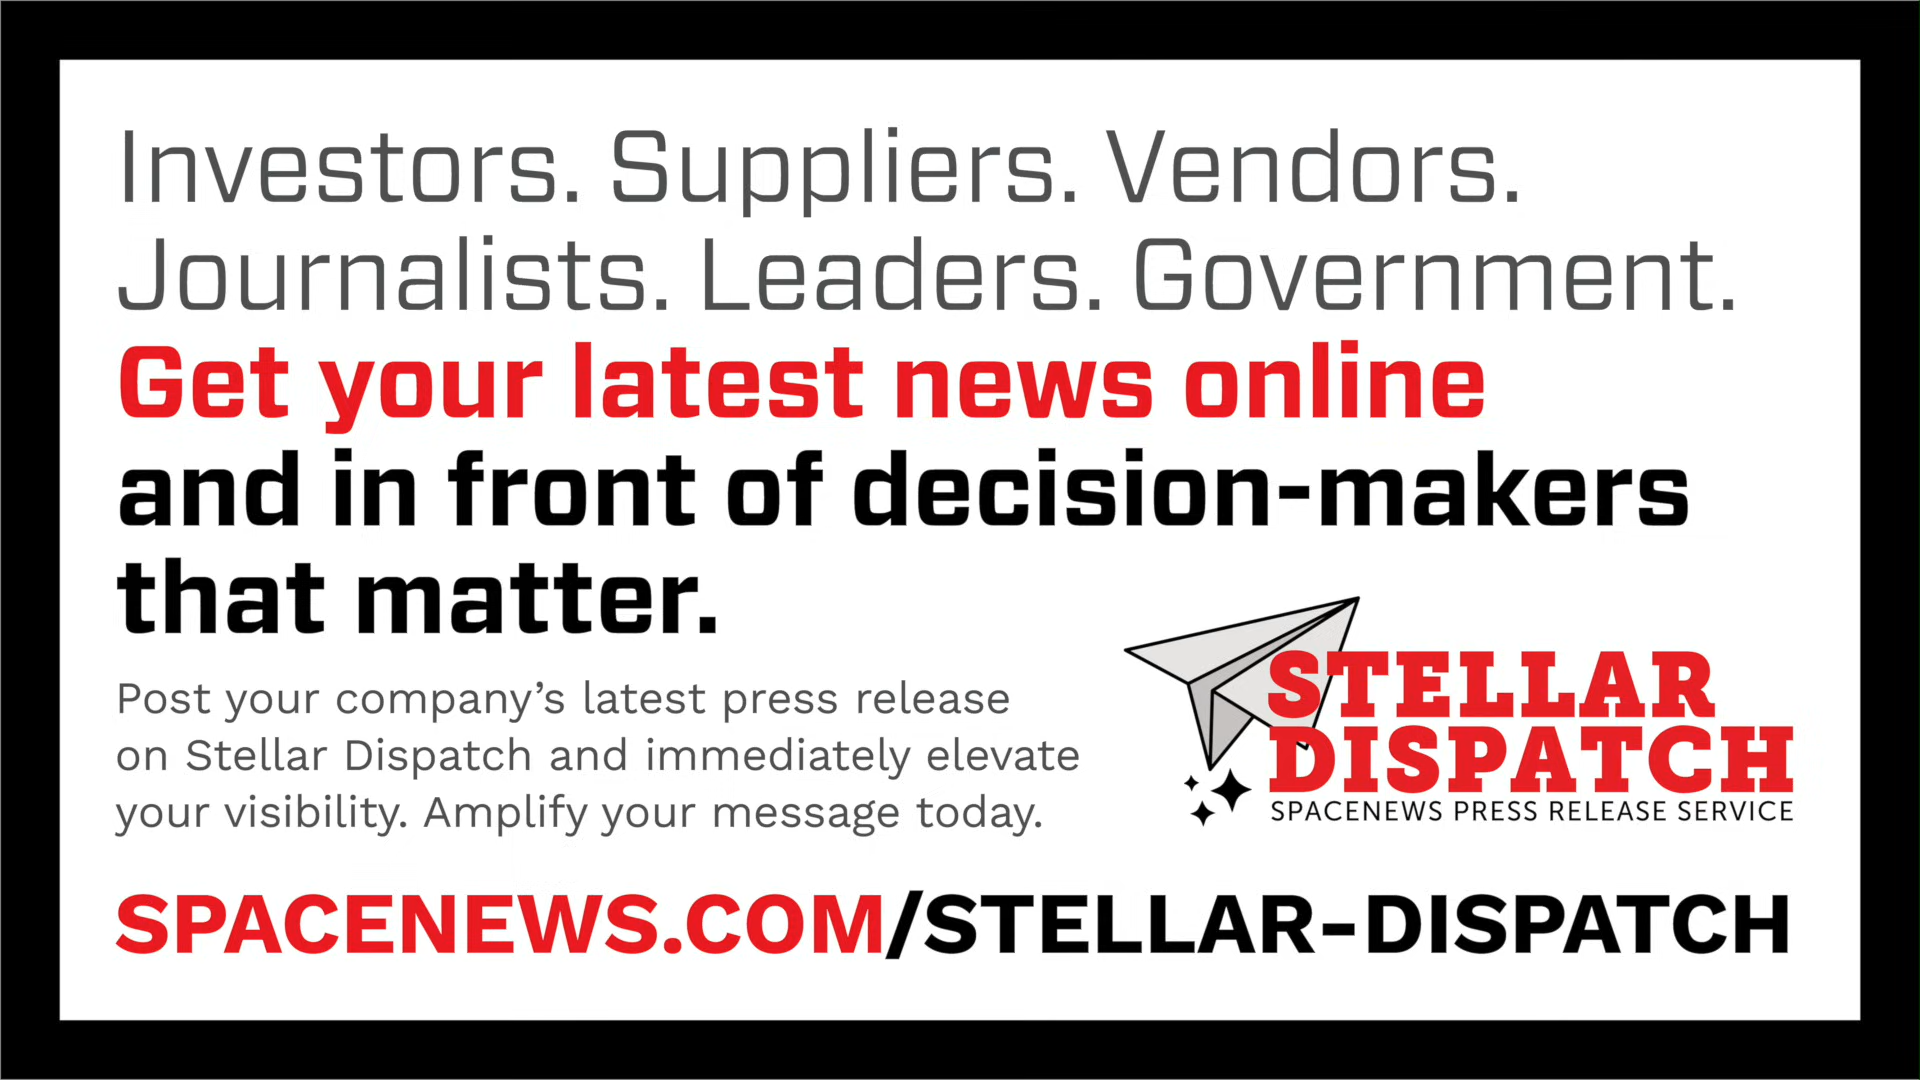 Investors. Suppliers. Vendors.
Journalists. Leaders. Government.
Get your latest news online
and in front of decision-makers
that matter.
Post your company’s latest press release
on Stellar Dispatch and immediately elevate
your visibility. Amplify your message today.
STELLAR
DISPATCH
SPACENEWS PRESS RELEASE SERVICE
SPACENEWS.COM/STELLAR-DISPATCH